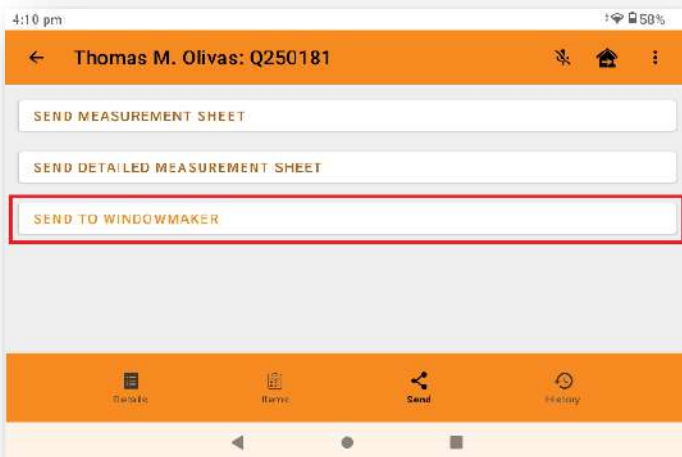 4:10 pm
58%
Thomas M. Olivas: Q250181
SEND MEASUREMENT SHEET
SEND DETAILED MEASUREMENT SHEET
SEND TO WINDOWMAKER
Details
Items
Send
History